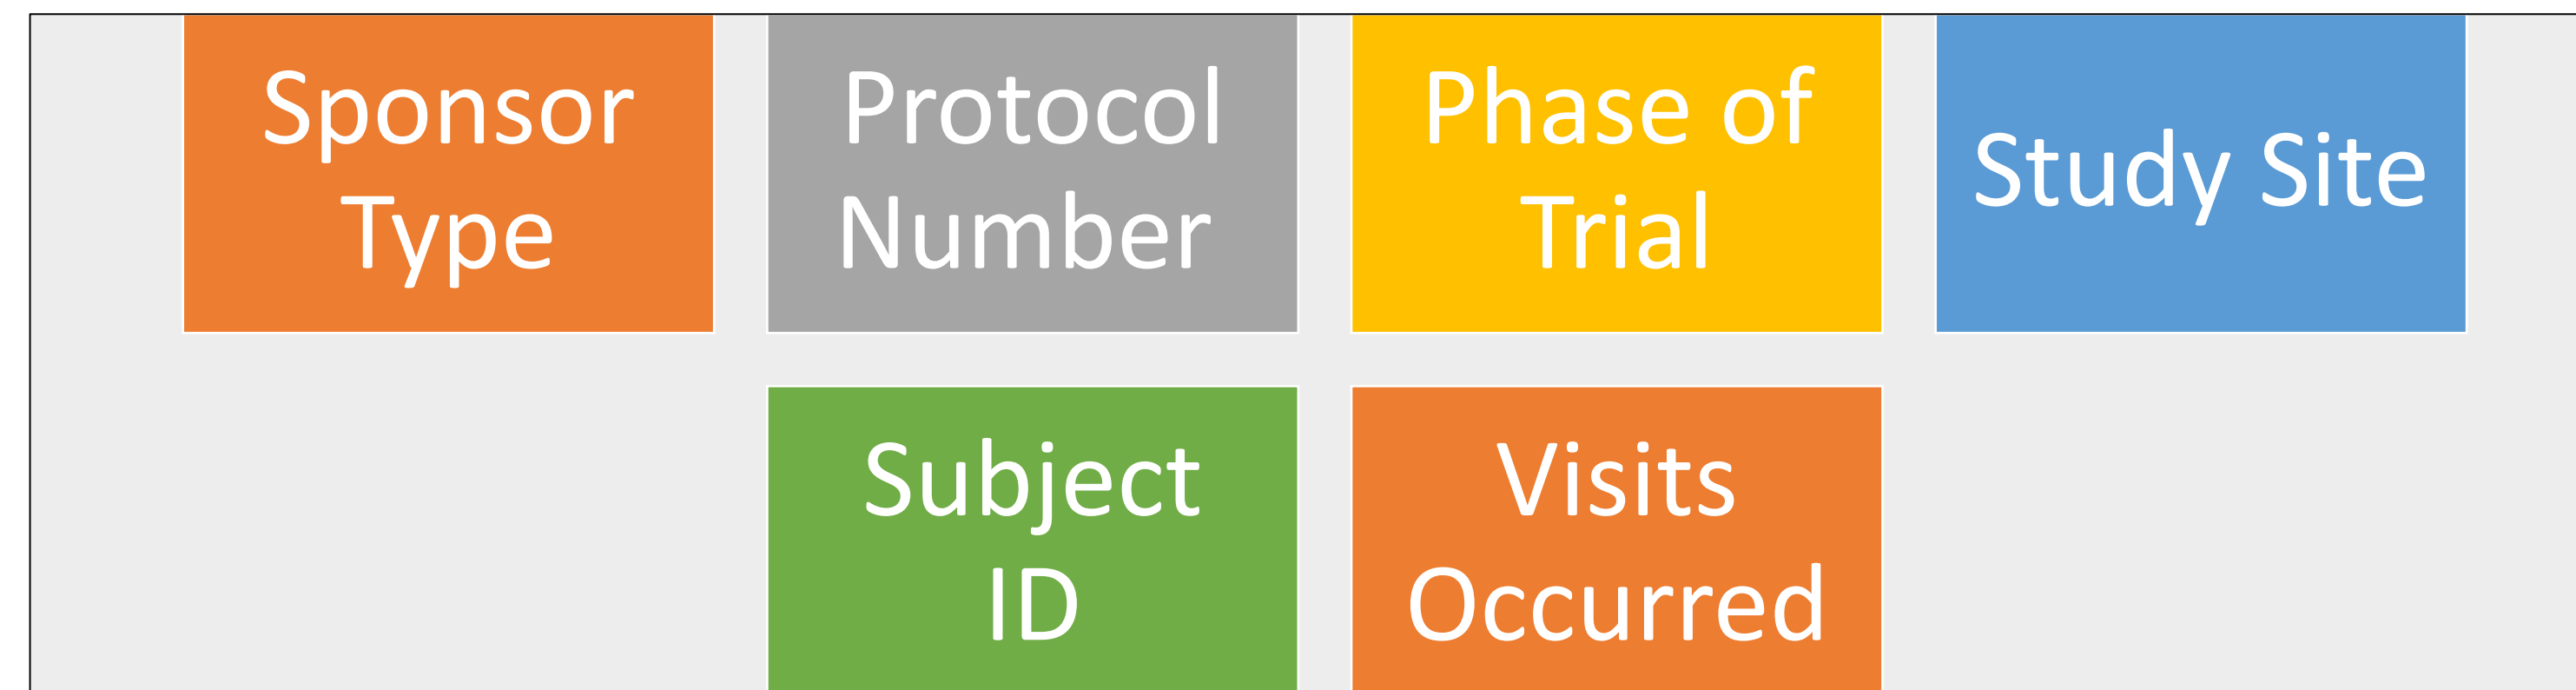 Sponsor
Type
Protocol
Number
Phase of
Trial
Study Site
Subject
ID
Visits
Occurred